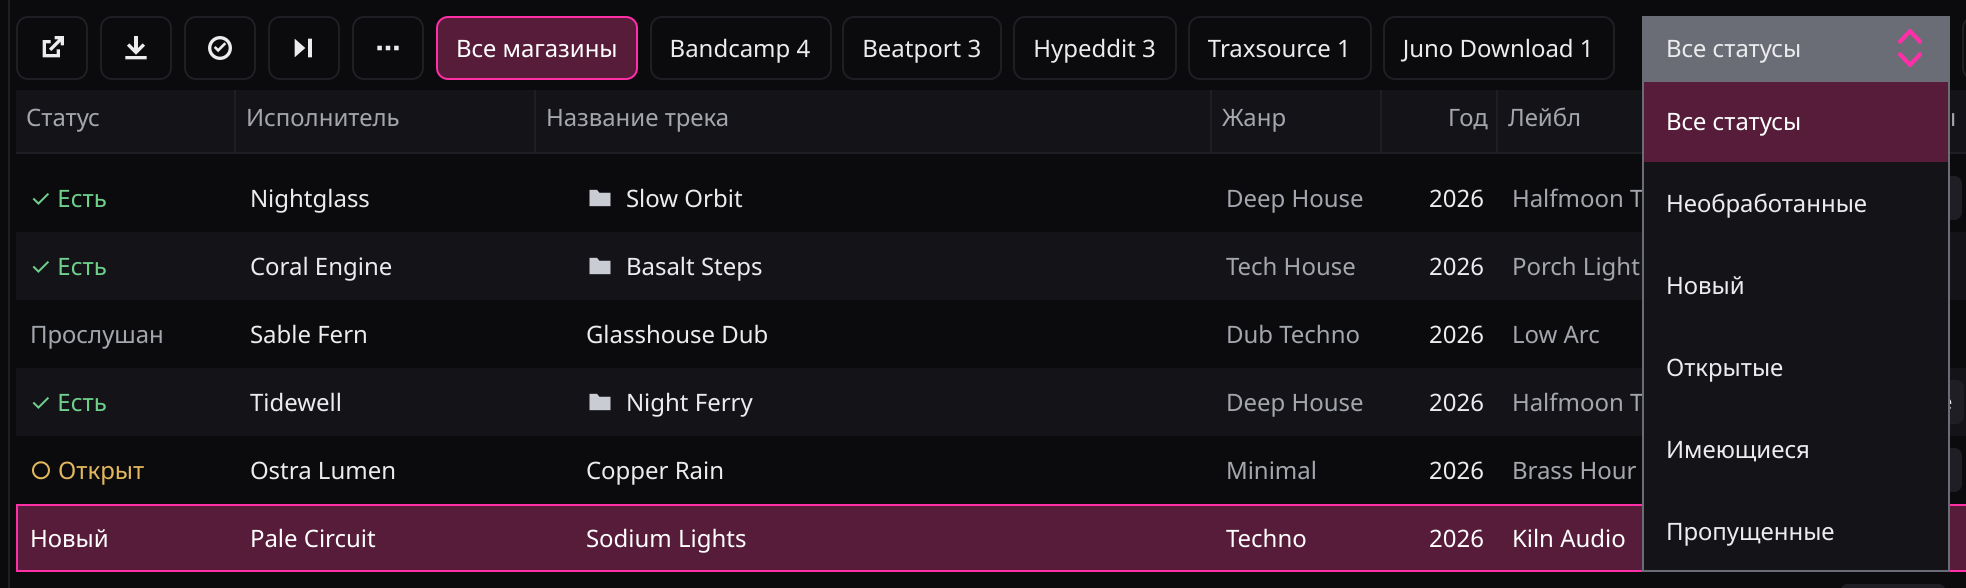 Все магазины Bandcamp 4 Beatport 3 Hypeddit 3 Traxsource 1 Juno Download 1 Все статусы
Статус Исполнитель Название трека Жанр Год Лейбл
Есть Nightglass Slow Orbit Deep House 2026 Halfmoon T
Есть Coral Engine Basalt Steps Tech House 2026 Porch Light
Прослушан Sable Fern Glasshouse Dub Dub Techno 2026 Low Arc
Есть Tidewell Night Ferry Deep House 2026 Halfmoon T
Открыт Ostra Lumen Copper Rain Minimal 2026 Brass Hour
Новый Pale Circuit Sodium Lights Techno 2026 Kiln Audio
Все статусы
Необработанные
Новый
Открытые
Имеющиеся
Пропущенные